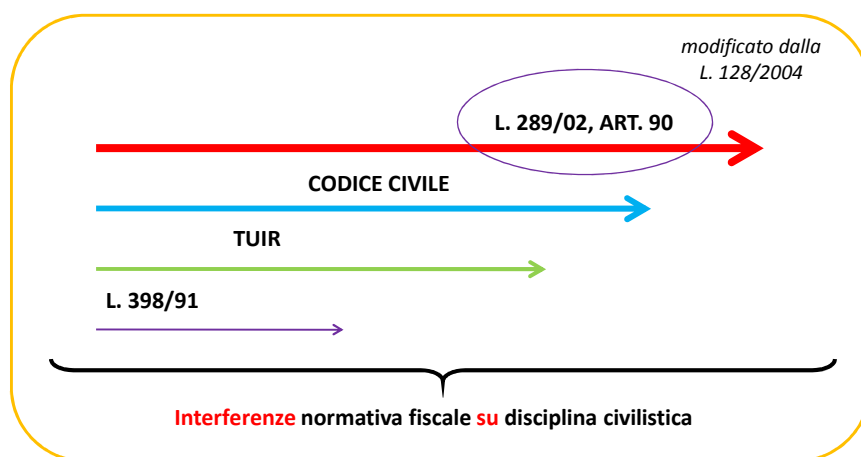 modificato dalla
L. 128/2004
L. 289/02, ART. 90
CODICE CIVILE
TUIR
L. 398/91
Interferenze normativa fiscale su disciplina civilistica